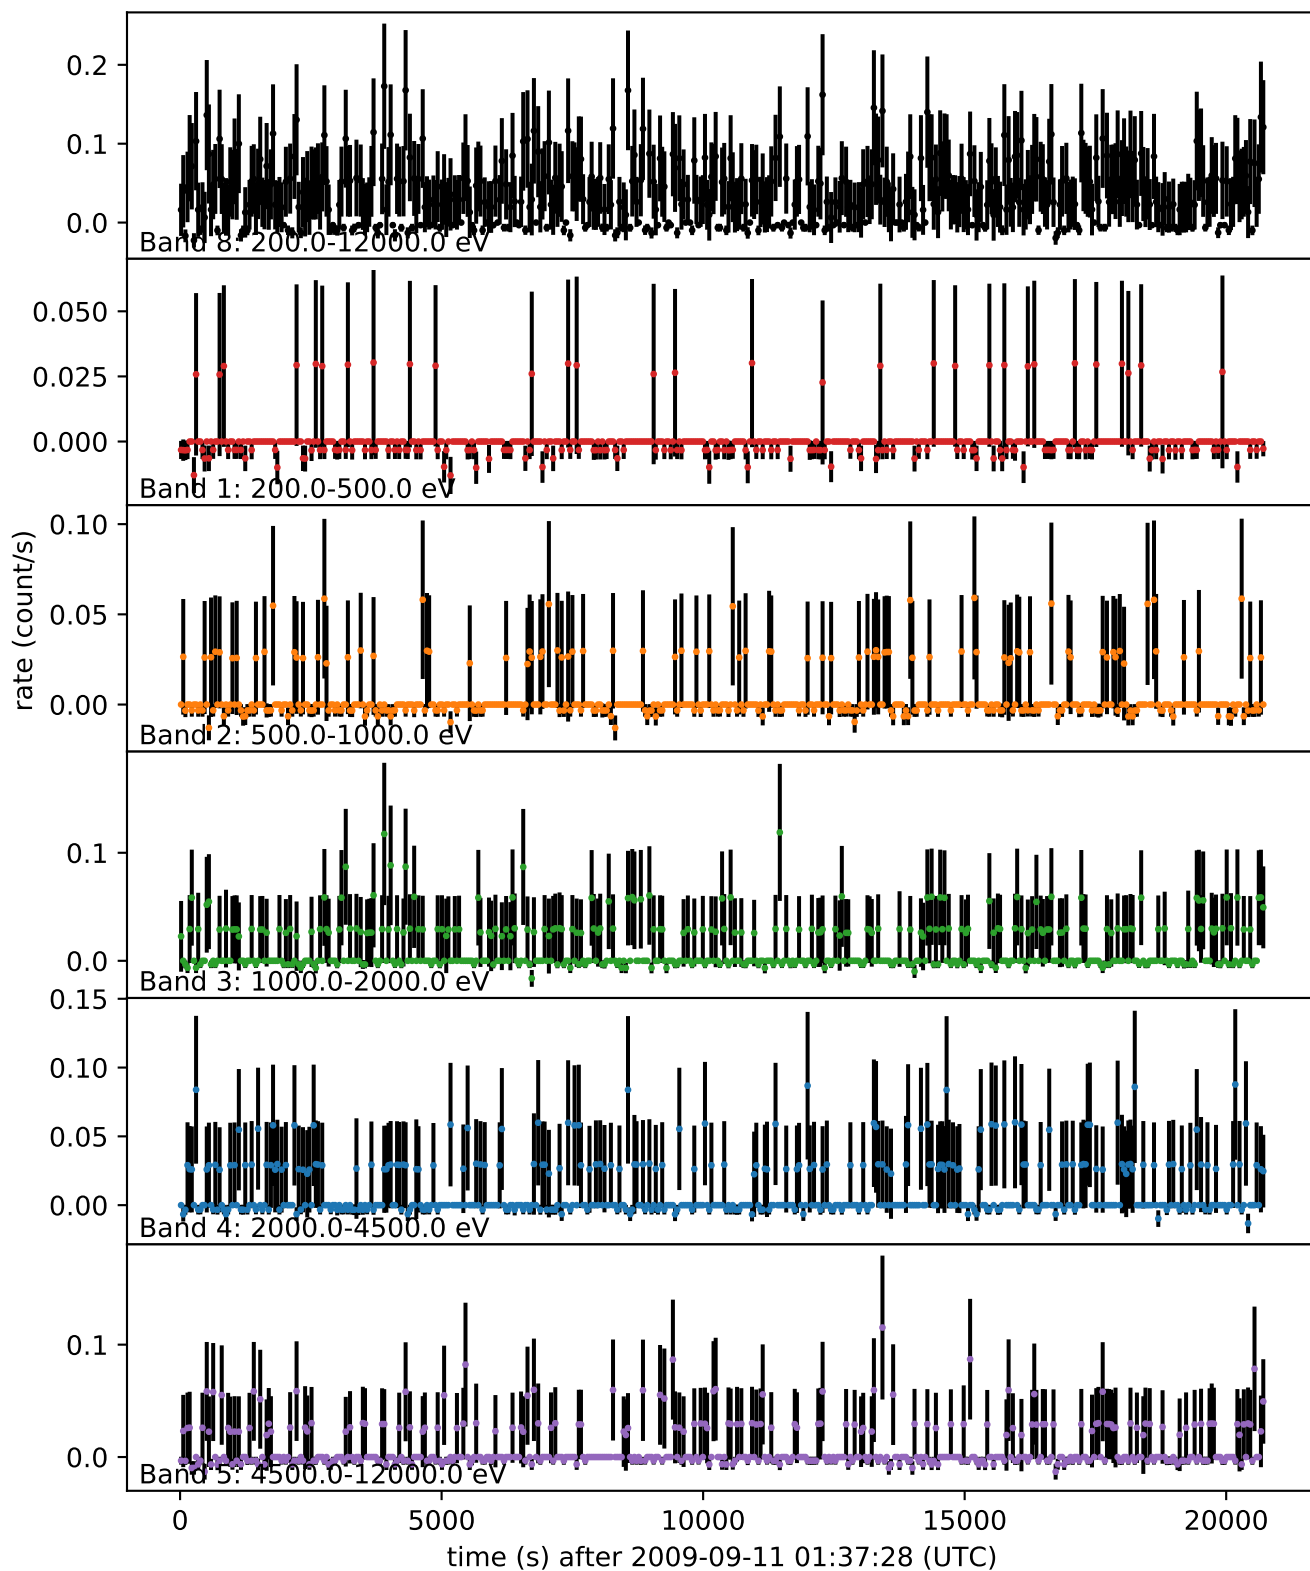 0.2
0.1
0.0
Band 8: 200.0-12000.0 eV
0.050
0.025
0.000
Band 1: 200.0-500.0 eV
rate (count/s)
0.10
0.05
0.00
Band 2: 500.0-1000.0 eV
0.1
0.0
Band 3: 1000.0-2000.0 eV
0.15
0.10
0.05
0.00
Band 4: 2000.0-4500.0 eV
0.1
0.0
Band 5: 4500.0-12000.0 eV
0 5000 10000 15000 20000
time (s) after 2009-09-11 01:37:28 (UTC)